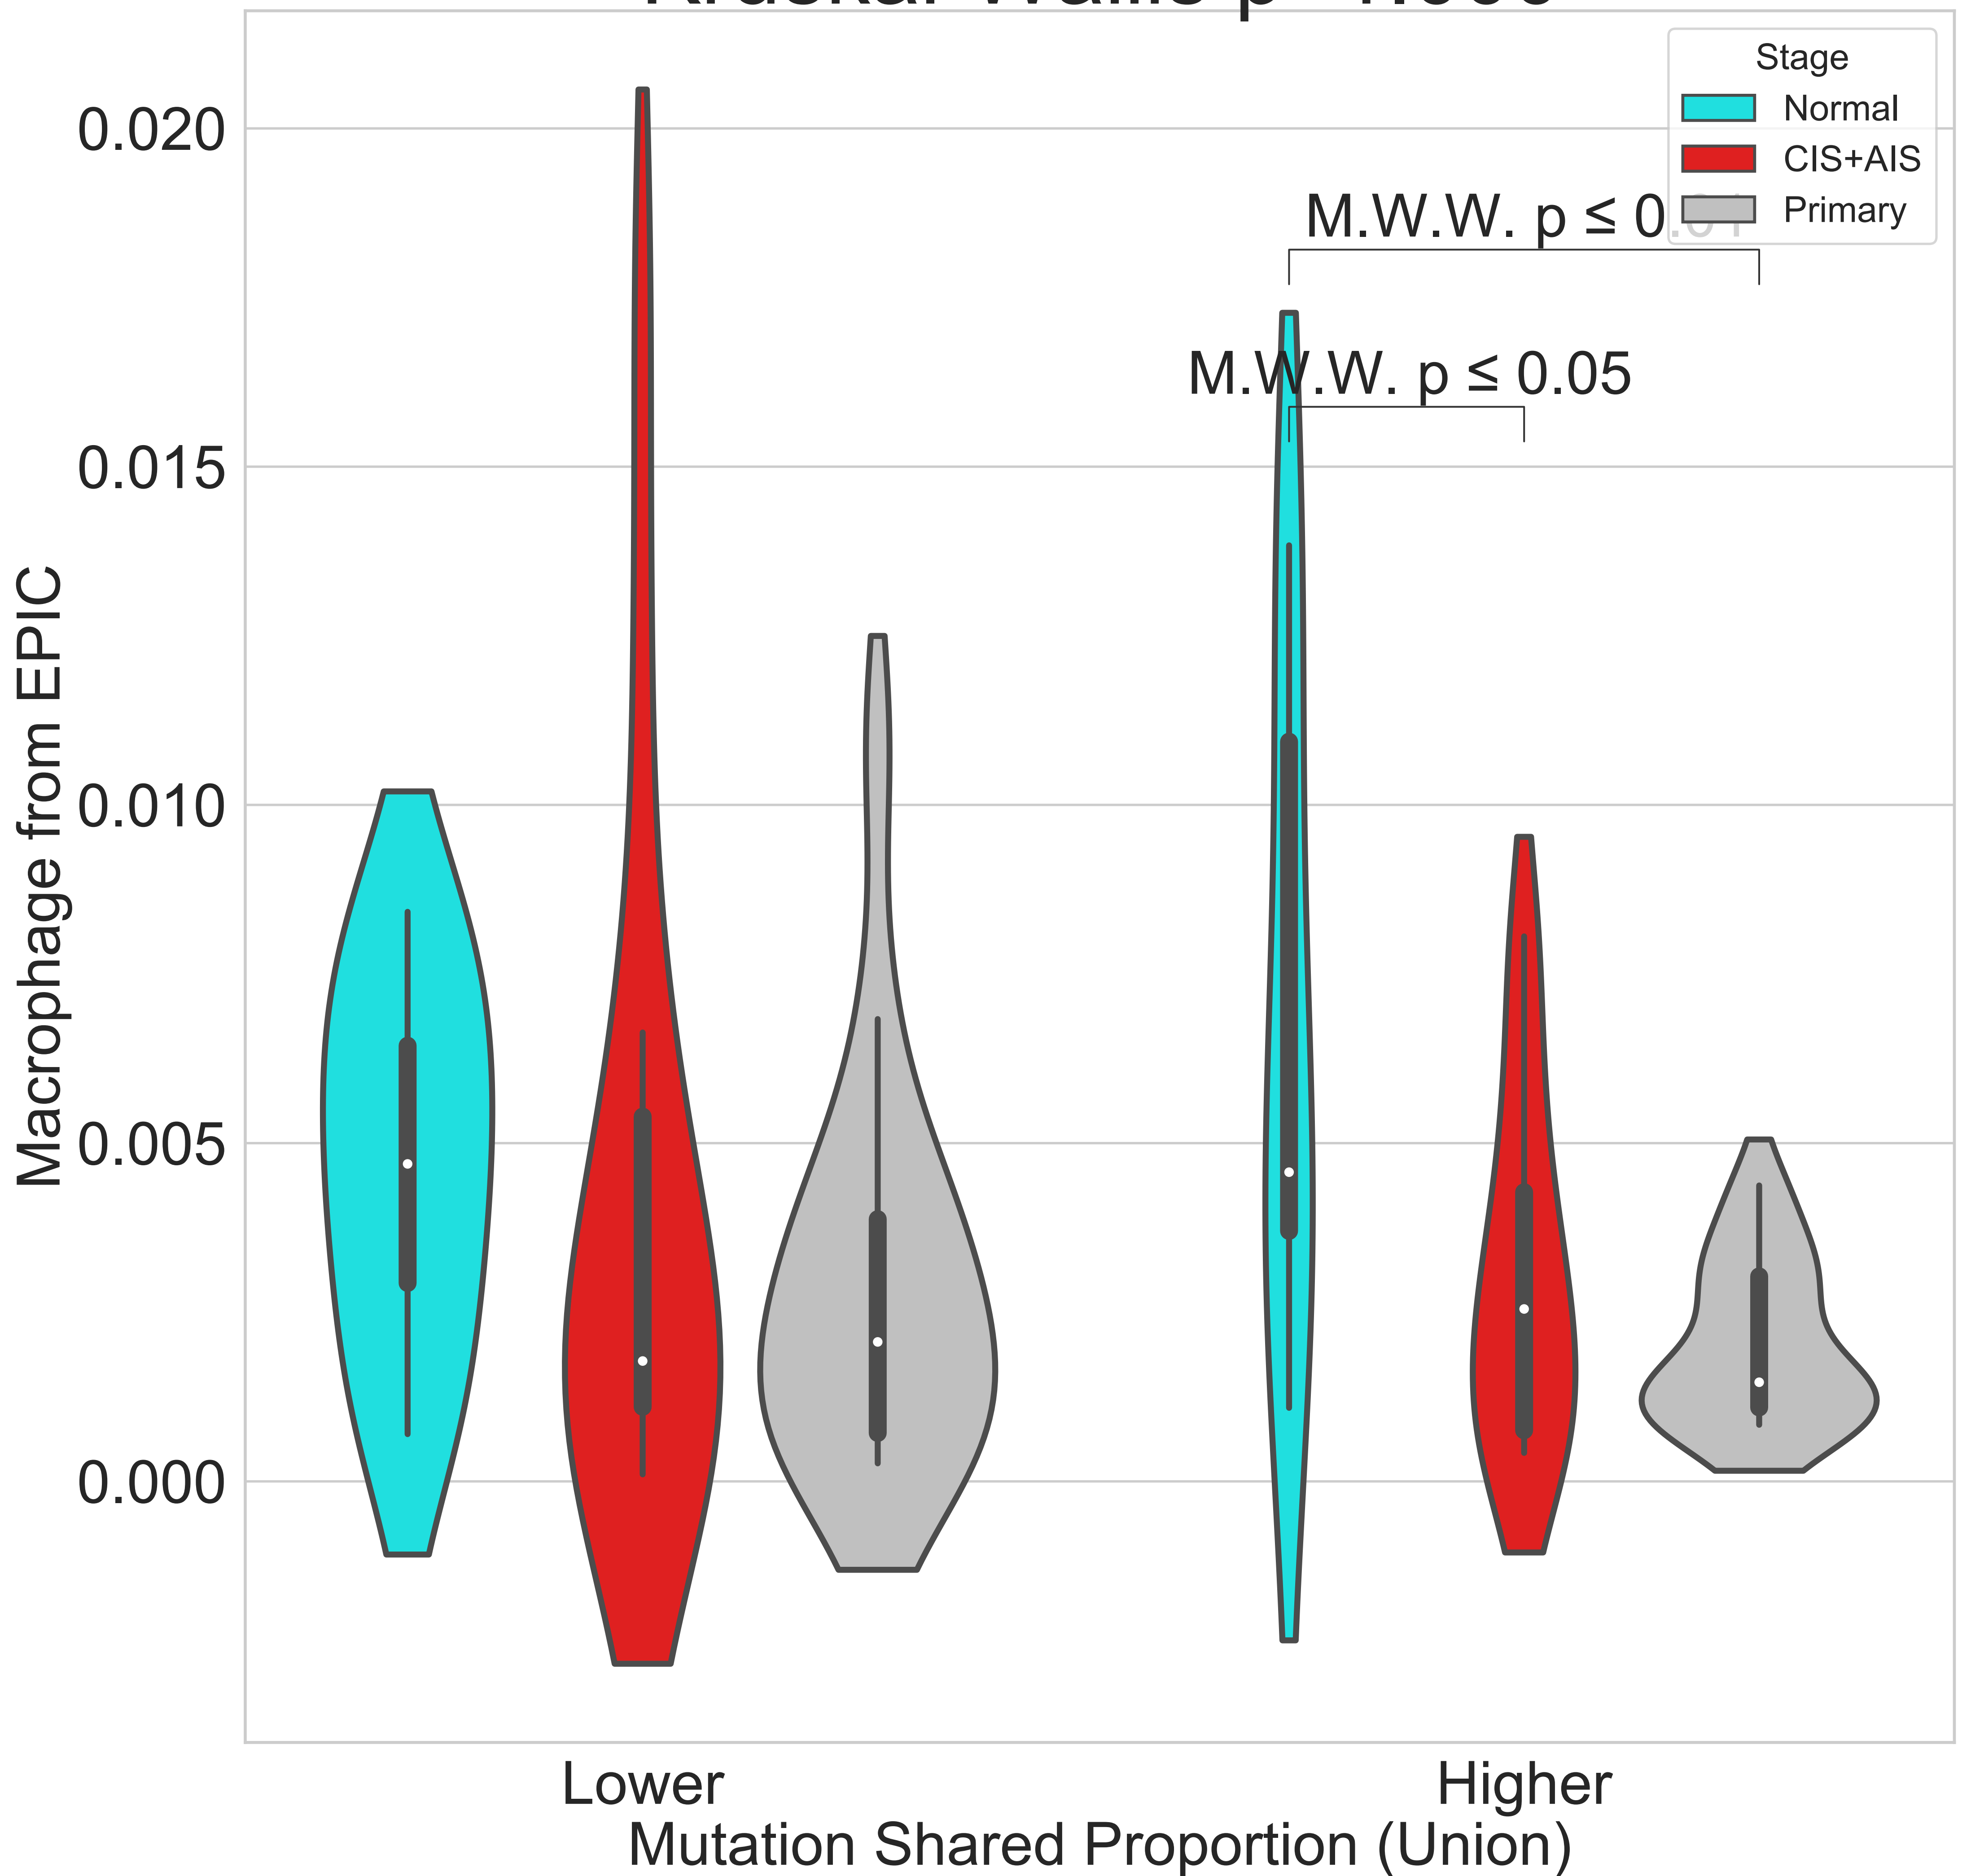 Stage
Normal
CIS+AIS
Primary
M.W.W. p ≤ 0.01
M.W.W. p ≤ 0.05
0.020
0.015
0.010
0.005
0.000
Macrophage from EPIC
Lower
Higher
Mutation Shared Proportion (Union)